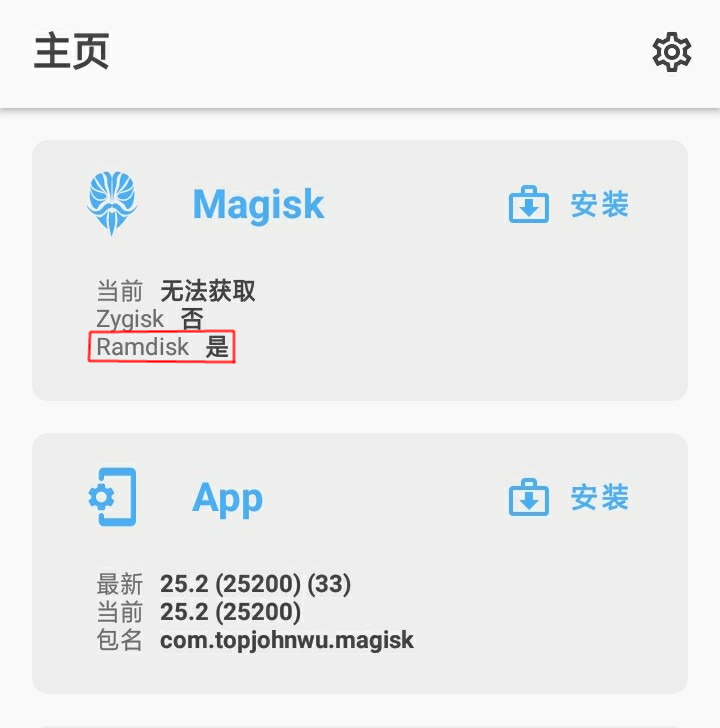 主页
Magisk
安装
当前 无法获取
Zygisk 否
Ramdisk 是
App
安装
最新 25.2 (25200) (33)
当前 25.2 (25200)
包名 com.topjohnwu.magisk